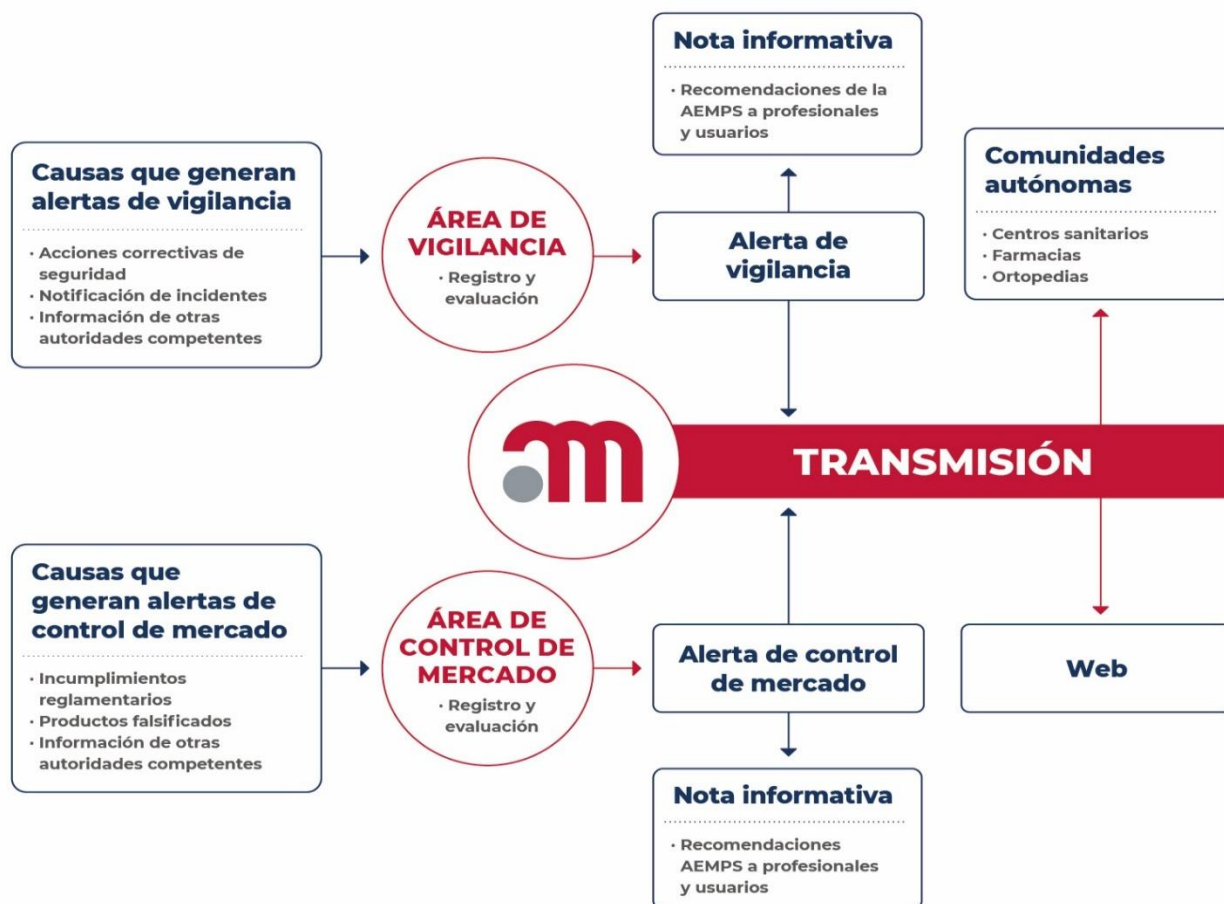 Causas que generan
alertas de vigilancia
· Acciones correctivas de
seguridad
· Notificación de incidentes
· Información de otras
autoridades competentes
ÁREA DE
VIGILANCIA
· Registro y
evaluación
Nota informativa
· Recomendaciones de la
AEMPS a profesionales
y usuarios
Alerta de
vigilancia
Comunidades
autónomas
· Centros sanitarios
· Farmacias
· Ortopedias
am
TRANSMISIÓN
Causas que
generan alertas de
control de mercado
· Incumplimientos
reglamentarios
· Productos falsificados
· Información de otras
autoridades competentes
ÁREA DE
CONTROL DE
MERCADO
· Registro y
evaluación
Alerta de control
de mercado
Web
Nota informativa
· Recomendaciones
AEMPS a profesionales
y usuarios